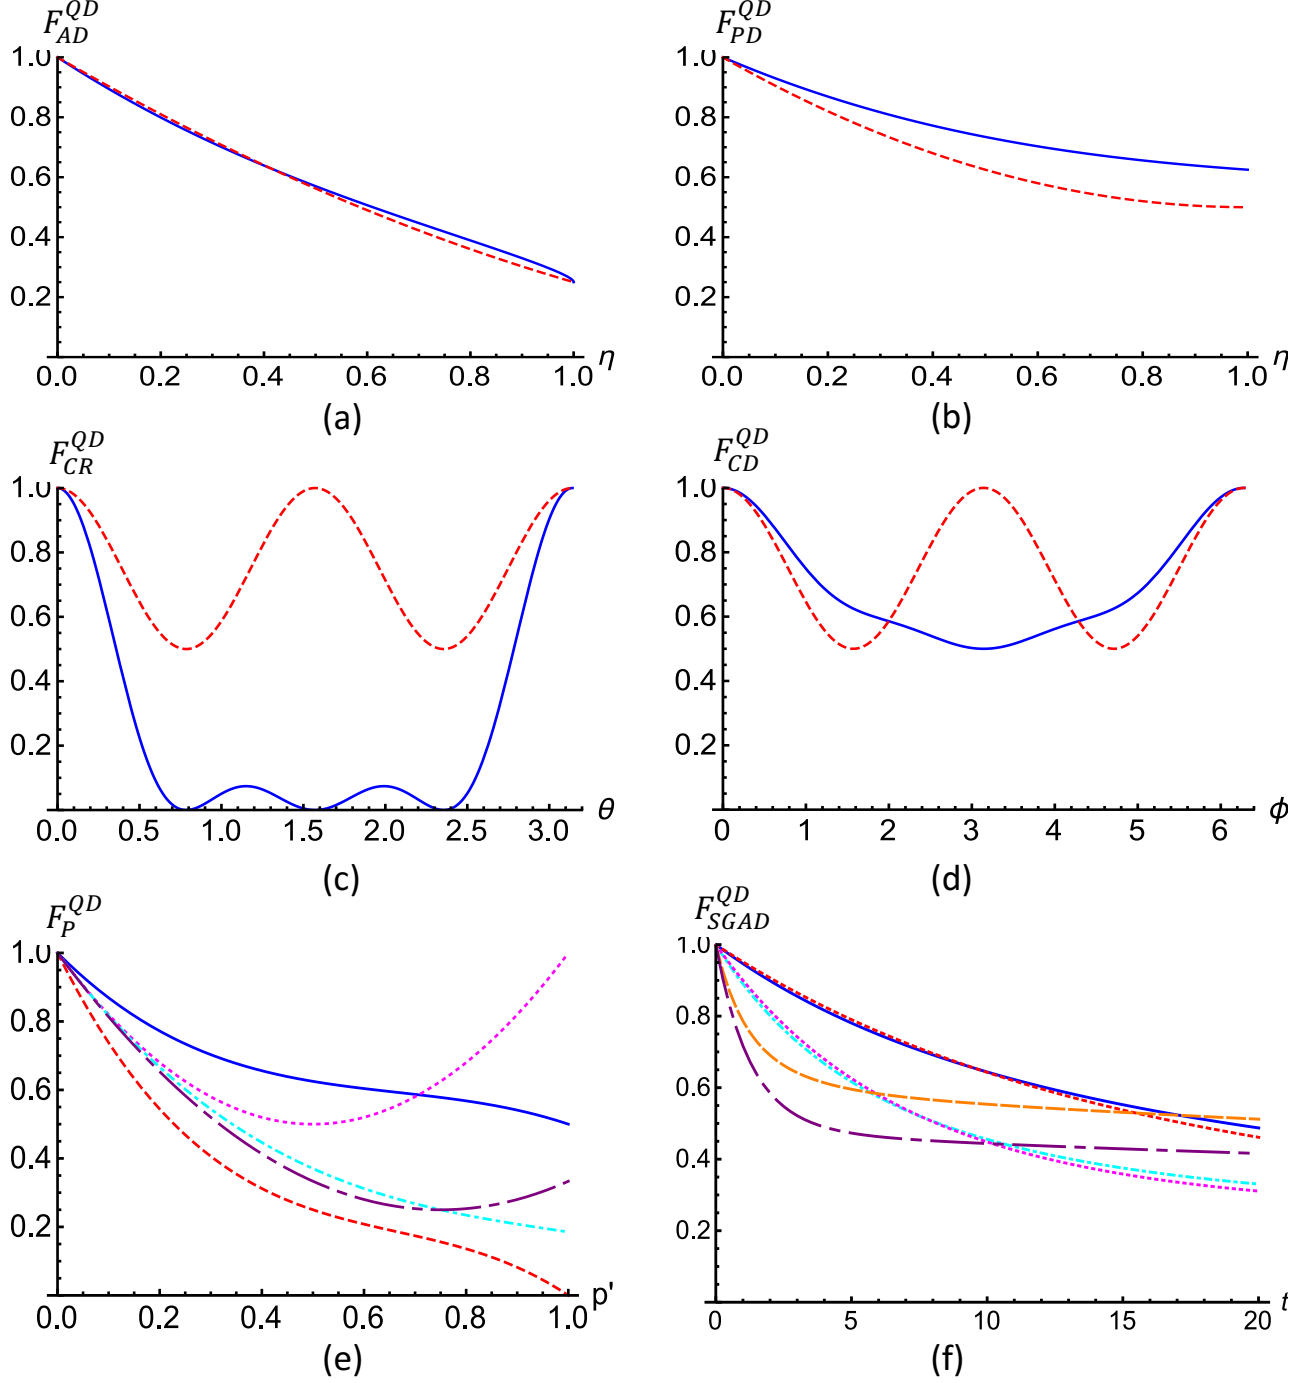 F_{AD}^{QD}
1.0
0.8
0.6
0.4
0.2
0.0 0.2 0.4 0.6 0.8 1.0 η
(a)
F_{PD}^{QD}
1.0
0.8
0.6
0.4
0.2
0.0 0.2 0.4 0.6 0.8 1.0 η
(b)
F_{CR}^{QD}
1.0
0.8
0.6
0.4
0.2
0.0 0.5 1.0 1.5 2.0 2.5 3.0 θ
(c)
F_{CD}^{QD}
1.0
0.8
0.6
0.4
0.2
0 1 2 3 4 5 6 ϕ
(d)
F_{P}^{QD}
1.0
0.8
0.6
0.4
0.2
0.0 0.2 0.4 0.6 0.8 1.0 p'
(e)
F_{SGAD}^{QD}
1.0
0.8
0.6
0.4
0.2
0 5 10 15 20 t
(f)